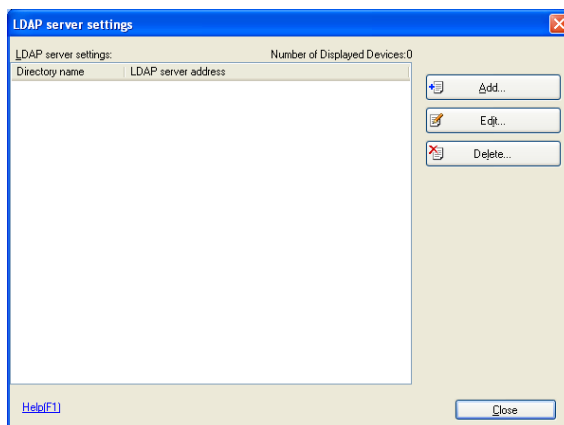 LDAP server settings
LDAP server settings: Number of Displayed Devices:0
Directory name LDAP server address
Add...
Edit...
Delete...
Help(F1)
Close